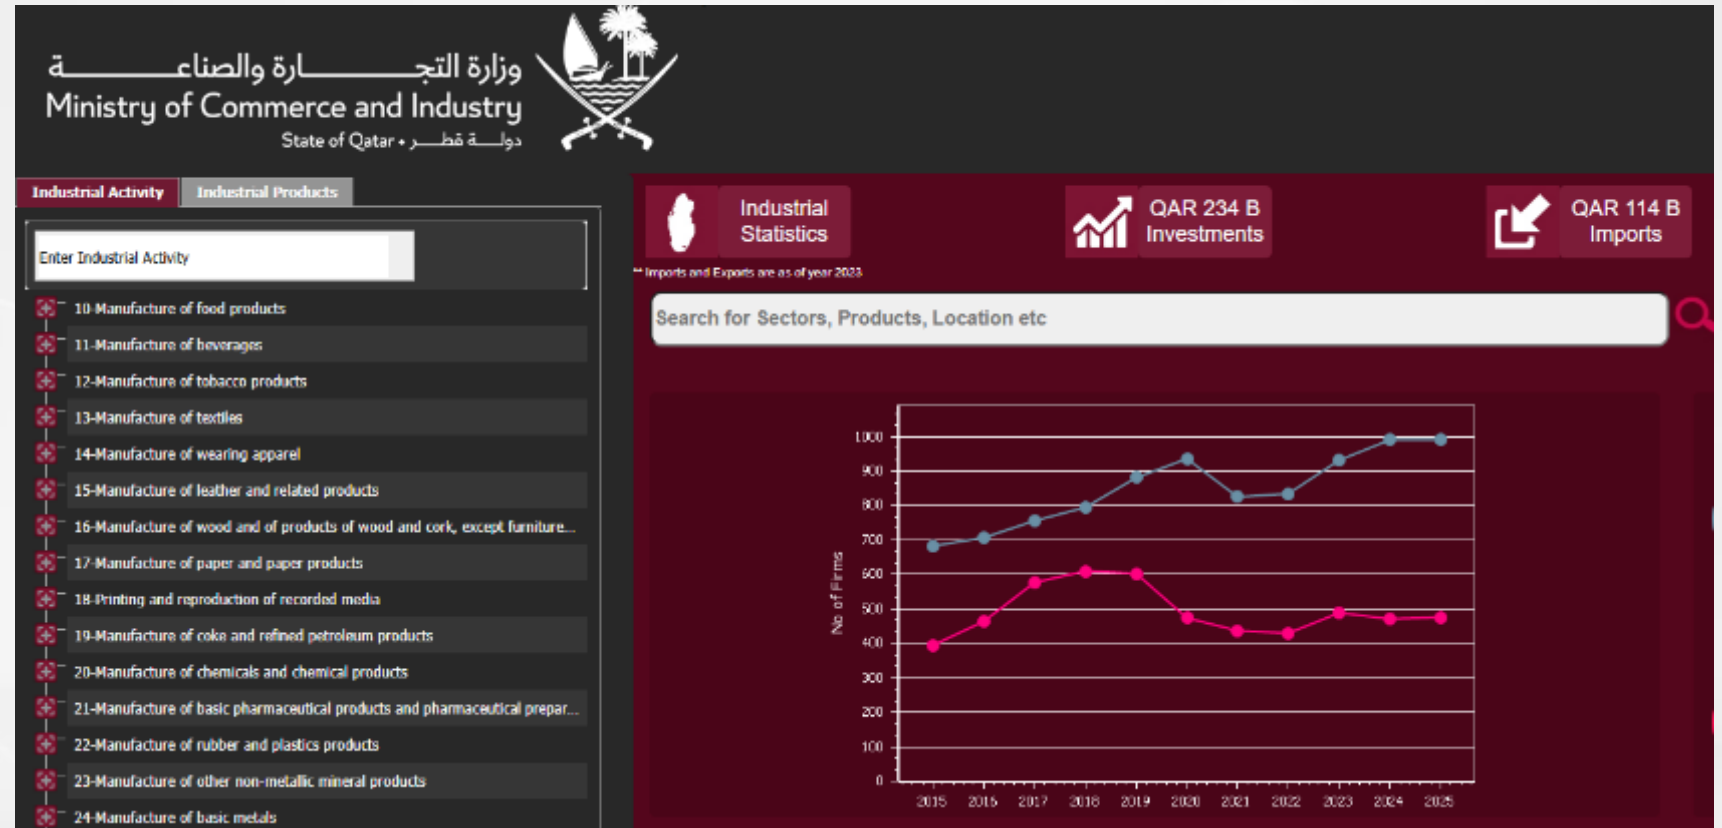 وزارة التجـــــــارة والصناعـــــــة
Ministry of Commerce and Industry
State of Qatar • دولــة قطــر
Industrial Activity
Industrial Products
Enter Industrial Activity
10-Manufacture of food products
11-Manufacture of beverages
12-Manufacture of tobacco products
13-Manufacture of textiles
14-Manufacture of wearing apparel
15-Manufacture of leather and related products
16-Manufacture of wood and of products of wood and cork, except furniture...
17-Manufacture of paper and paper products
18-Printing and reproduction of recorded media
19-Manufacture of coke and refined petroleum products
20-Manufacture of chemicals and chemical products
21-Manufacture of basic pharmaceutical products and pharmaceutical prepar...
22-Manufacture of rubber and plastics products
23-Manufacture of other non-metallic mineral products
24-Manufacture of basic metals
Industrial
Statistics
QAR 234 B
Investments
QAR 114 B
Imports
** Imports and Exports are as of year 2023
Search for Sectors, Products, Location etc
No of Firms
1000
900
800
700
600
500
400
300
200
100
0
2015 2016 2017 2018 2019 2020 2021 2022 2023 2024 2025